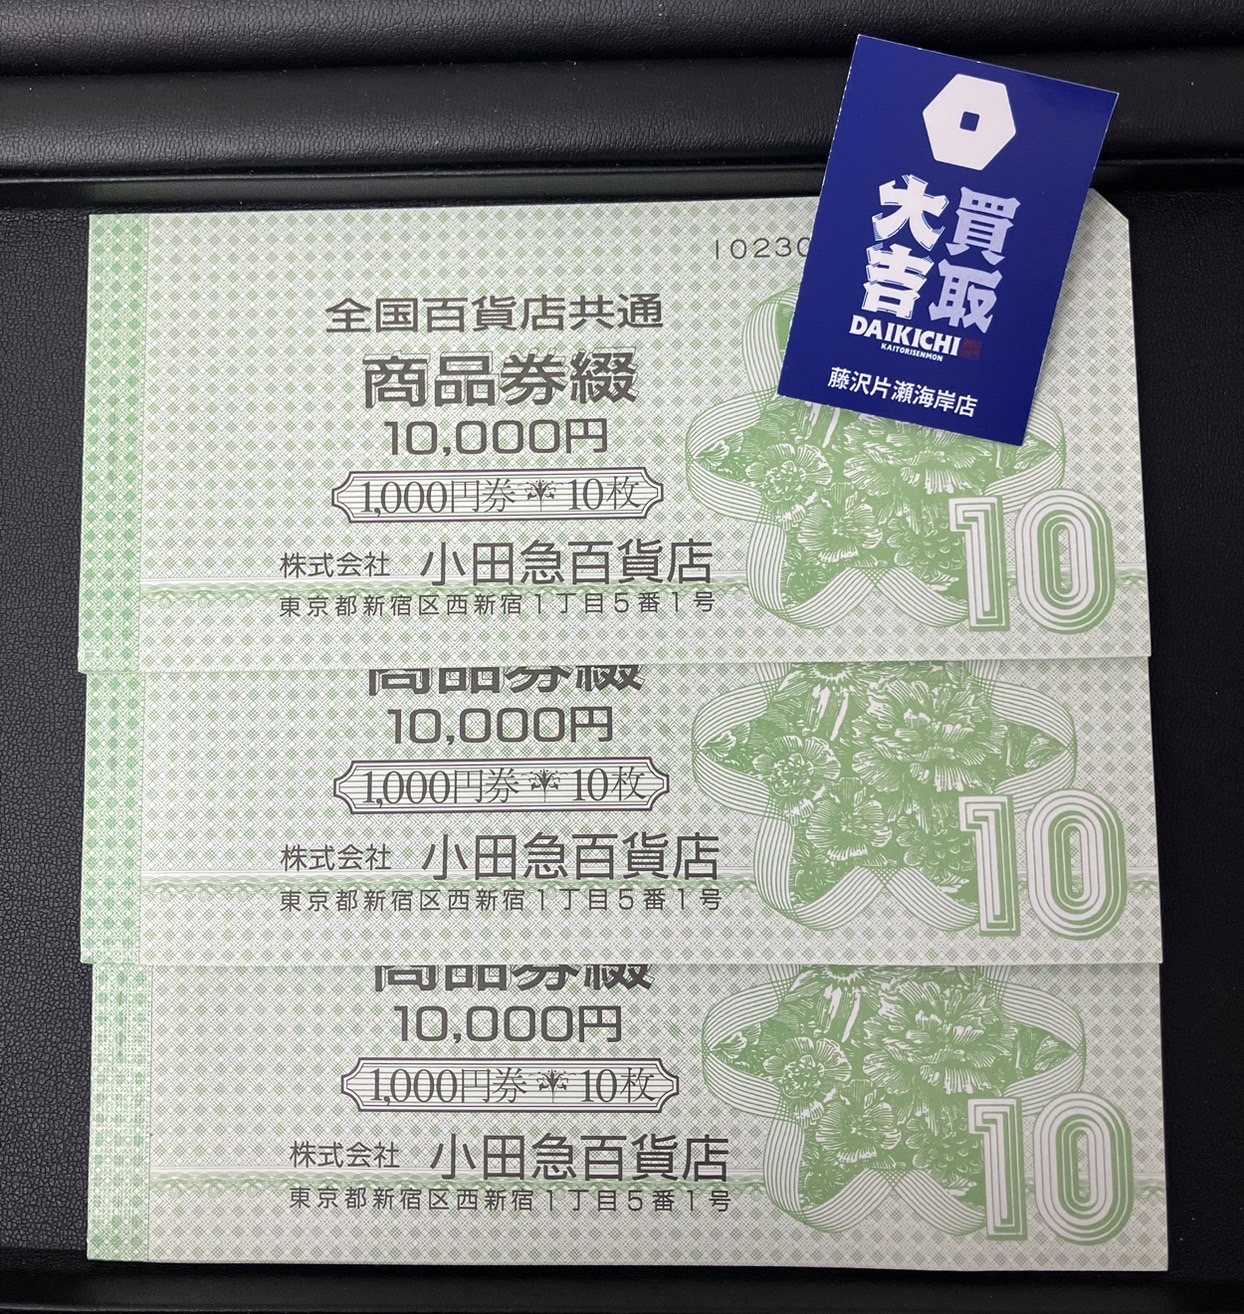 10230
全国百貨店共通
商品券綴
10,000円
1,000円券 10枚
株式会社 小田急百貨店
東京都新宿区西新宿1丁目5番1号
10
買取
大吉
DAIKICHI
KAITORISENMON
藤沢片瀬海岸店
商品券綴
10,000円
1,000円券 10枚
株式会社 小田急百貨店
東京都新宿区西新宿1丁目5番1号
10
商品券綴
10,000円
1,000円券 10枚
株式会社 小田急百貨店
東京都新宿区西新宿1丁目5番1号
10